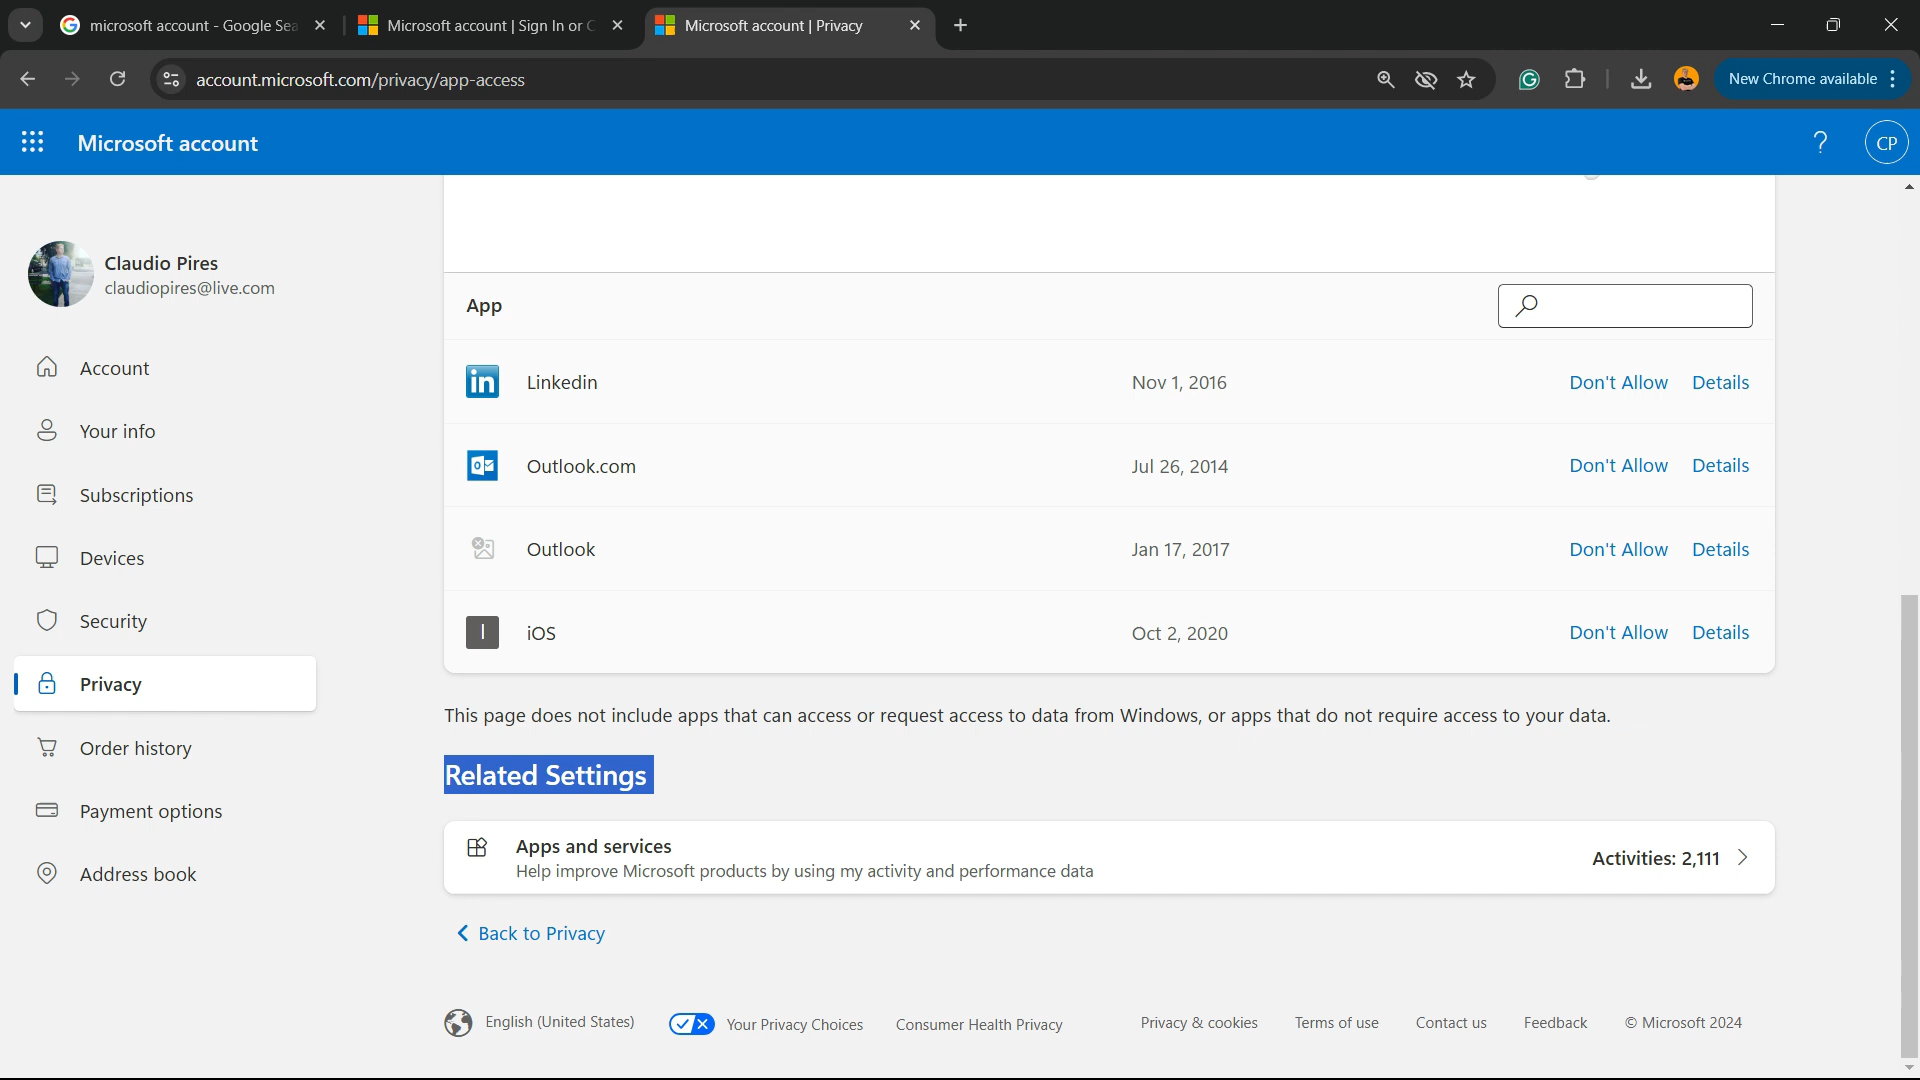 microsoft account - Google Sea
Microsoft account | Sign In or C
Microsoft account | Privacy
account.microsoft.com/privacy/app-access
New Chrome available
Microsoft account
?
CP
Claudio Pires
claudiopires@live.com
Account
Your info
Subscriptions
Devices
Security
Privacy
Order history
Payment options
Address book
App
in Linkedin Nov 1, 2016 Don't Allow Details
Outlook.com Jul 26, 2014 Don't Allow Details
Outlook Jan 17, 2017 Don't Allow Details
I iOS Oct 2, 2020 Don't Allow Details
This page does not include apps that can access or request access to data from Windows, or apps that do not require access to your data.
Related Settings
Apps and services
Help improve Microsoft products by using my activity and performance data
Activities: 2,111
Back to Privacy
English (United States) Your Privacy Choices Consumer Health Privacy Privacy & cookies Terms of use Contact us Feedback © Microsoft 2024